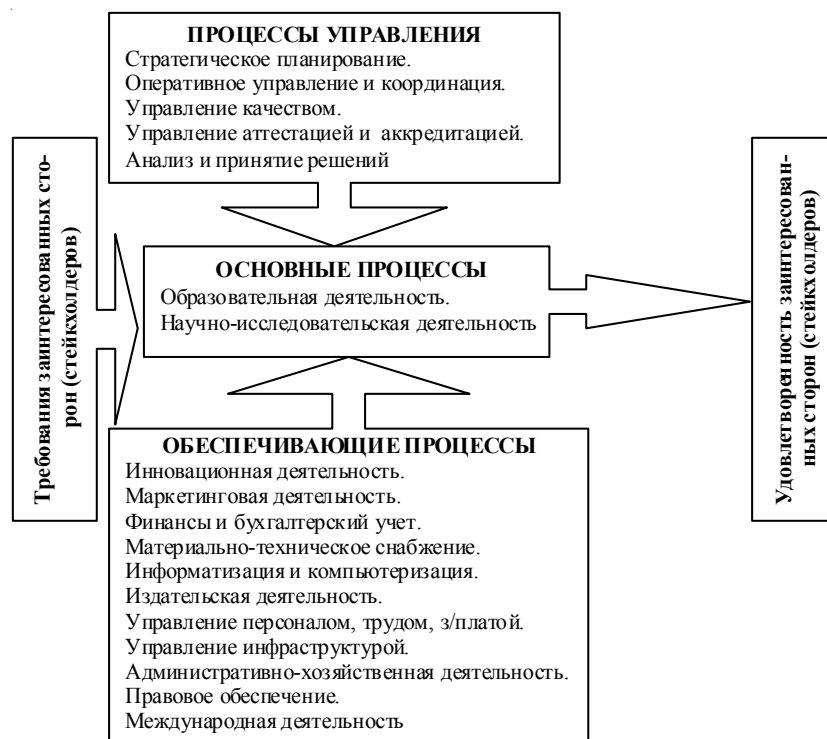 ПРОЦЕССЫ УПРАВЛЕНИЯ
Стратегическое планирование.
Оперативное управление и координация.
Управление качеством.
Управление аттестацией и аккредитацией.
Анализ и принятие решений
Требования заинтересованных сто-
рон (стейкхолдеров)
ОСНОВНЫЕ ПРОЦЕССЫ
Образовательная деятельность.
Научно-исследовательская деятельность
Удовлетворенность заинтересован-
ных сторон (стейкхолдеров)
ОБЕСПЕЧИВАЮЩИЕ ПРОЦЕССЫ
Инновационная деятельность.
Маркетинговая деятельность.
Финансы и бухгалтерский учет.
Материально-техническое снабжение.
Информатизация и компьютеризация.
Издательская деятельность.
Управление персоналом, трудом, з/платой.
Управление инфраструктурой.
Административно-хозяйственная деятельность.
Правовое обеспечение.
Международная деятельность